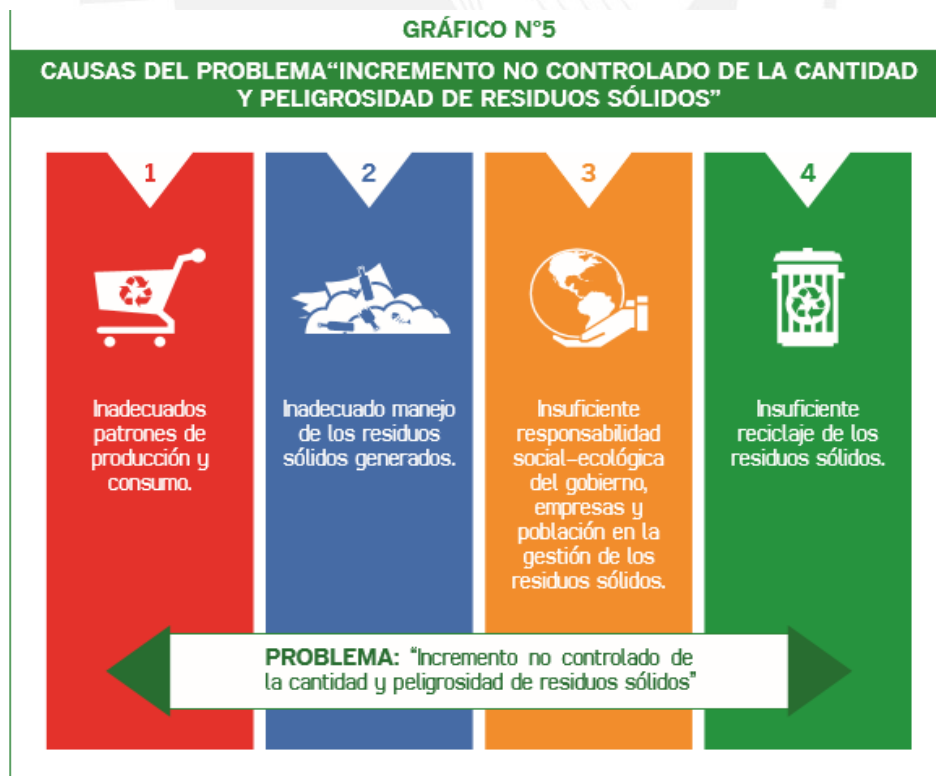 GRÁFICO N°5
CAUSAS DEL PROBLEMA“INCREMENTO NO CONTROLADO DE LA CANTIDAD
Y PELIGROSIDAD DE RESIDUOS SÓLIDOS”
1
Inadecuados
patrones de
producción y
consumo.
2
Inadecuado manejo
de los residuos
sólidos generados.
3
Insuficiente
responsabilidad
social-ecológica
del gobierno,
empresas y
población en la
gestión de los
residuos sólidos.
4
Insuficiente
reciclaje de los
residuos sólidos.
PROBLEMA: “Incremento no controlado de
la cantidad y peligrosidad de residuos sólidos”